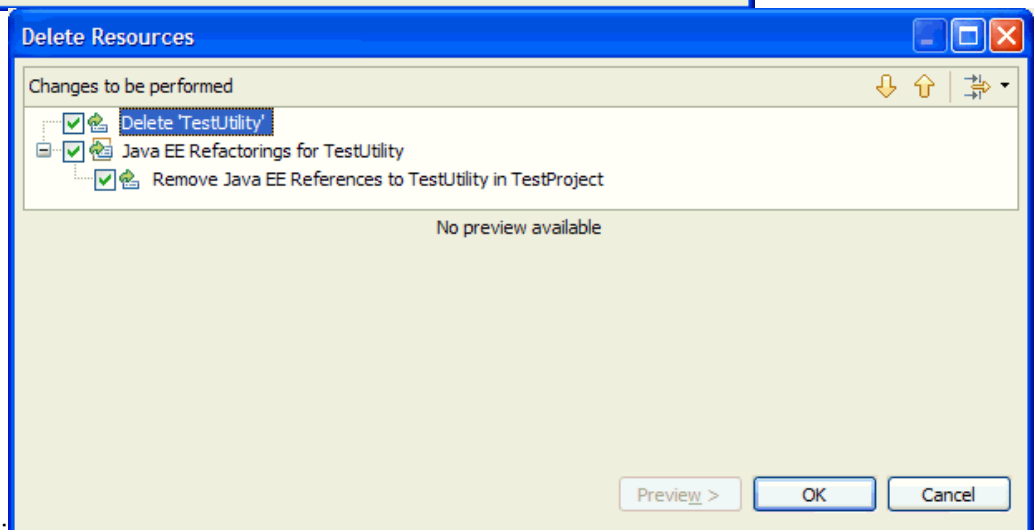 Delete Resources
Changes to be performed
Delete 'TestUtility'
Java EE Refactorings for TestUtility
Remove Java EE References to TestUtility in TestProject
No preview available
Preview >
OK
Cancel
.